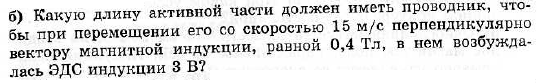 б) Какую длину активной части должен иметь проводник, что-
бы при перемещении его со скоростью 15 м/с перпендикулярно
вектору магнитной индукции, равной 0,4 Тл, в нем возбужда-
лась ЭДС индукции 3 В?